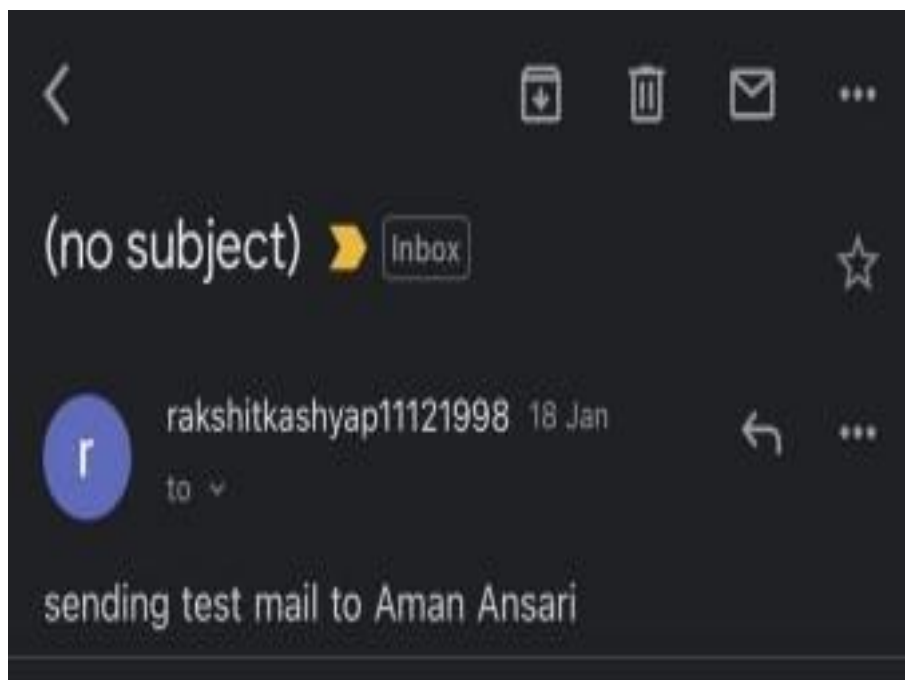 (no subject) Inbox
r
rakshitkashyap11121998 18 Jan
to
sending test mail to Aman Ansari